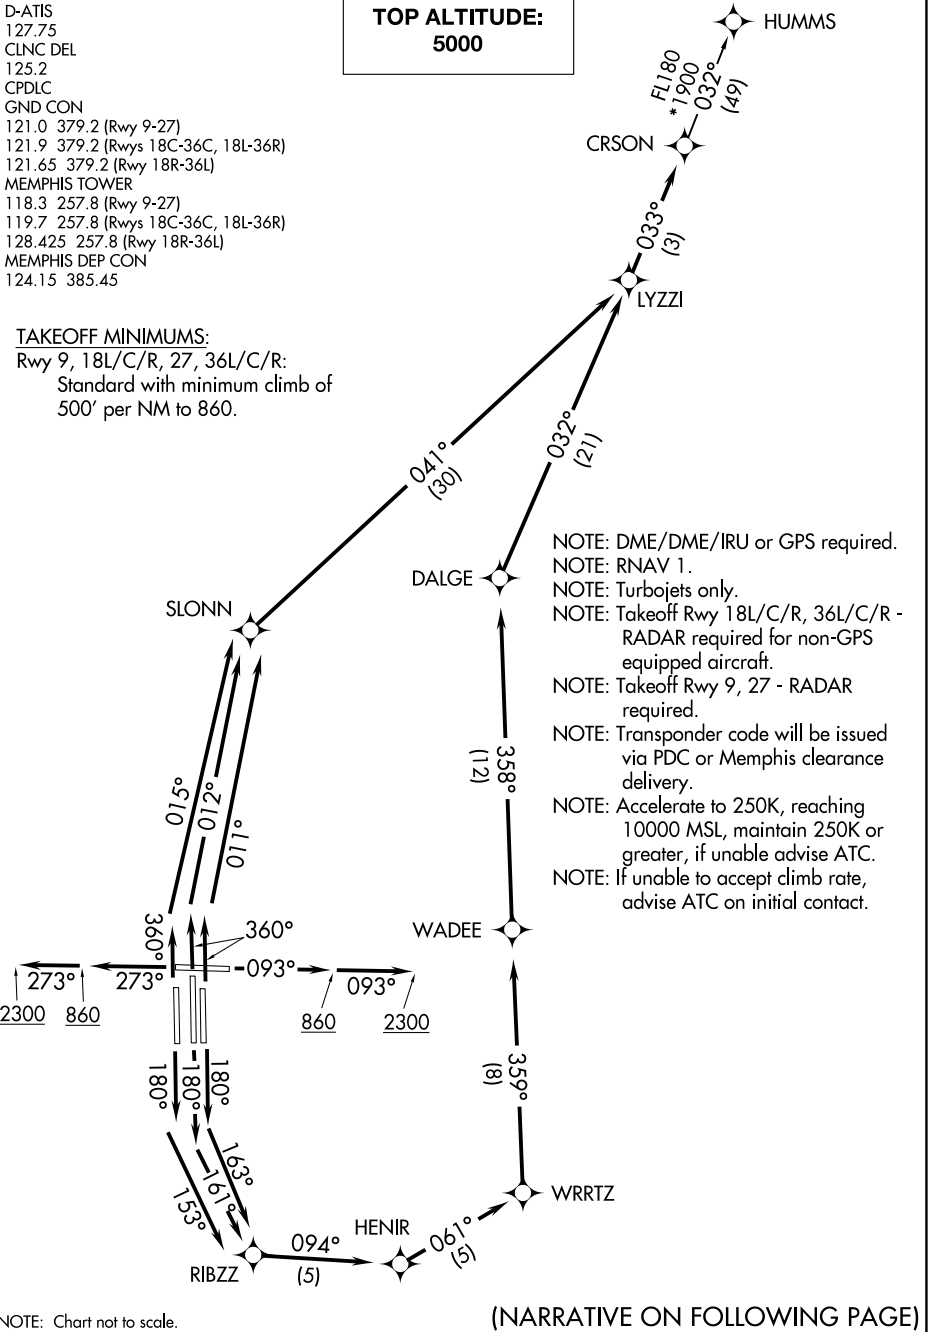 D-ATIS
127.75
CLNC DEL
125.2
CPDLC
GND CON
121.0 379.2 (Rwy 9-27)
121.9 379.2 (Rwys 18C-36C, 18L-36R)
121.65 379.2 (Rwy 18R-36L)
MEMPHIS TOWER
118.3 257.8 (Rwy 9-27)
119.7 257.8 (Rwys 18C-36C, 18L-36R)
128.425 257.8 (Rwy 18R-36L)
MEMPHIS DEP CON
124.15 385.45
TOP ALTITUDE:
5000
HUMMS
FL180
*1900
032°
(49)
CRSON
033°
(3)
LYZZI
TAKEOFF MINIMUMS:
Rwy 9, 18L/C/R, 27, 36L/C/R:
Standard with minimum climb of
500' per NM to 860.
041°
(30)
032°
(21)
DALGE
SLONN
NOTE: DME/DME/IRU or GPS required.
NOTE: RNAV 1.
NOTE: Turbojets only.
NOTE: Takeoff Rwy 18L/C/R, 36L/C/R -
RADAR required for non-GPS
equipped aircraft.
NOTE: Takeoff Rwy 9, 27 - RADAR
required.
NOTE: Transponder code will be issued
via PDC or Memphis clearance
delivery.
NOTE: Accelerate to 250K, reaching
10000 MSL, maintain 250K or
greater, if unable advise ATC.
NOTE: If unable to accept climb rate,
advise ATC on initial contact.
358°
(12)
015°
012°
011°
WADEE
360°
360°
273°
273°
093°
093°
2300
860
860
2300
359°
(8)
180°
180°
180°
153°
161°
163°
WRRTZ
HENIR
061°
(5)
RIBZZ
094°
(5)
NOTE: Chart not to scale.
(NARRATIVE ON FOLLOWING PAGE)